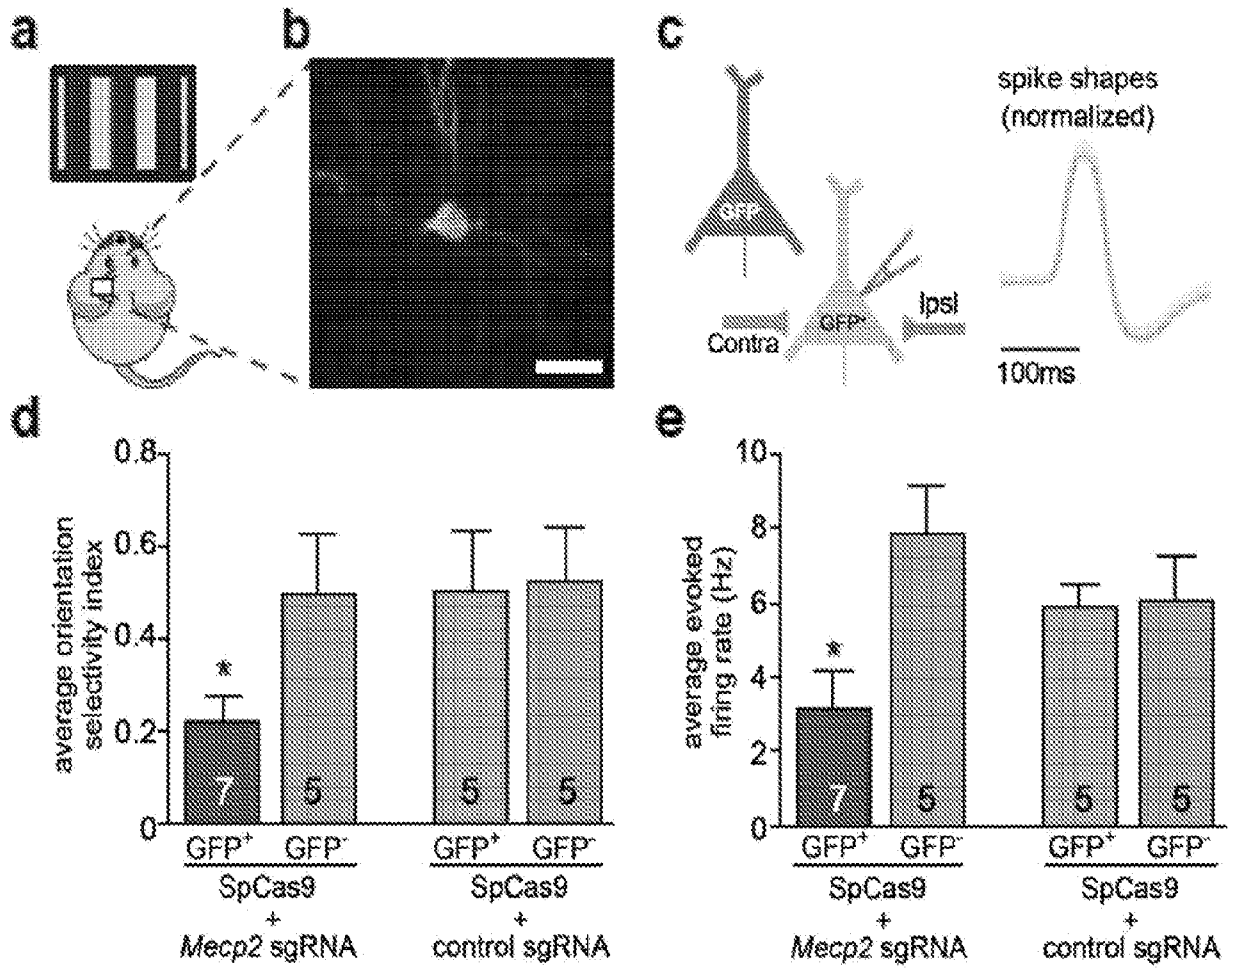 a
b
c
spike shapes
(normalized)
GFP-
GFP+
Contra
Ipsi
100ms
d
average orientation
selectivity index
0.8
0.6
0.4
0.2
0
*
7
5
5
5
GFP+
GFP-
GFP+
GFP-
SpCas9
+
Mecp2 sgRNA
SpCas9
+
control sgRNA
e
average evoked
firing rate (Hz)
10
8
6
4
2
0
*
7
5
5
5
GFP+
GFP-
GFP+
GFP-
SpCas9
+
Mecp2 sgRNA
SpCas9
+
control sgRNA